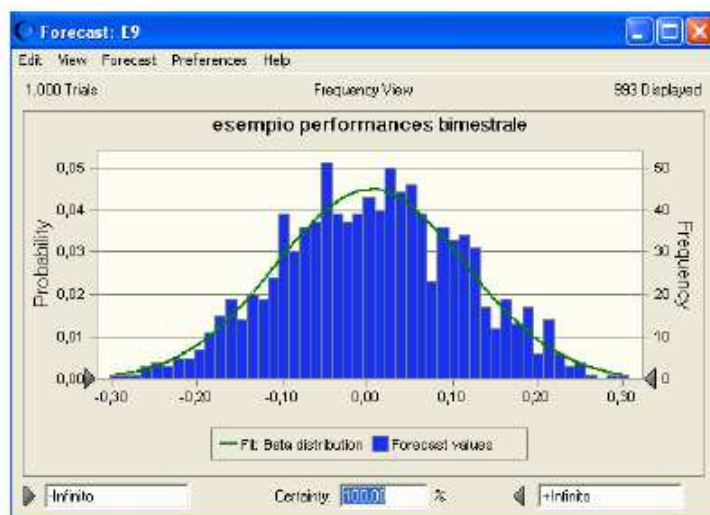 Forecast: E9
Edit View Forecast Preferences Help
1.000 Trials Frequency View 993 Displayed
esempio performances bimestrale
0,05 50
0,04 40
0,03 30
0,02 20
0,01 10
0,00 0
Probability
Frequency
-0,30 -0,20 -0,10 0,00 0,10 0,20 0,30
Fit: Beta distribution Forecast values
-Infinito Certainty: 100.00 % +Infinito